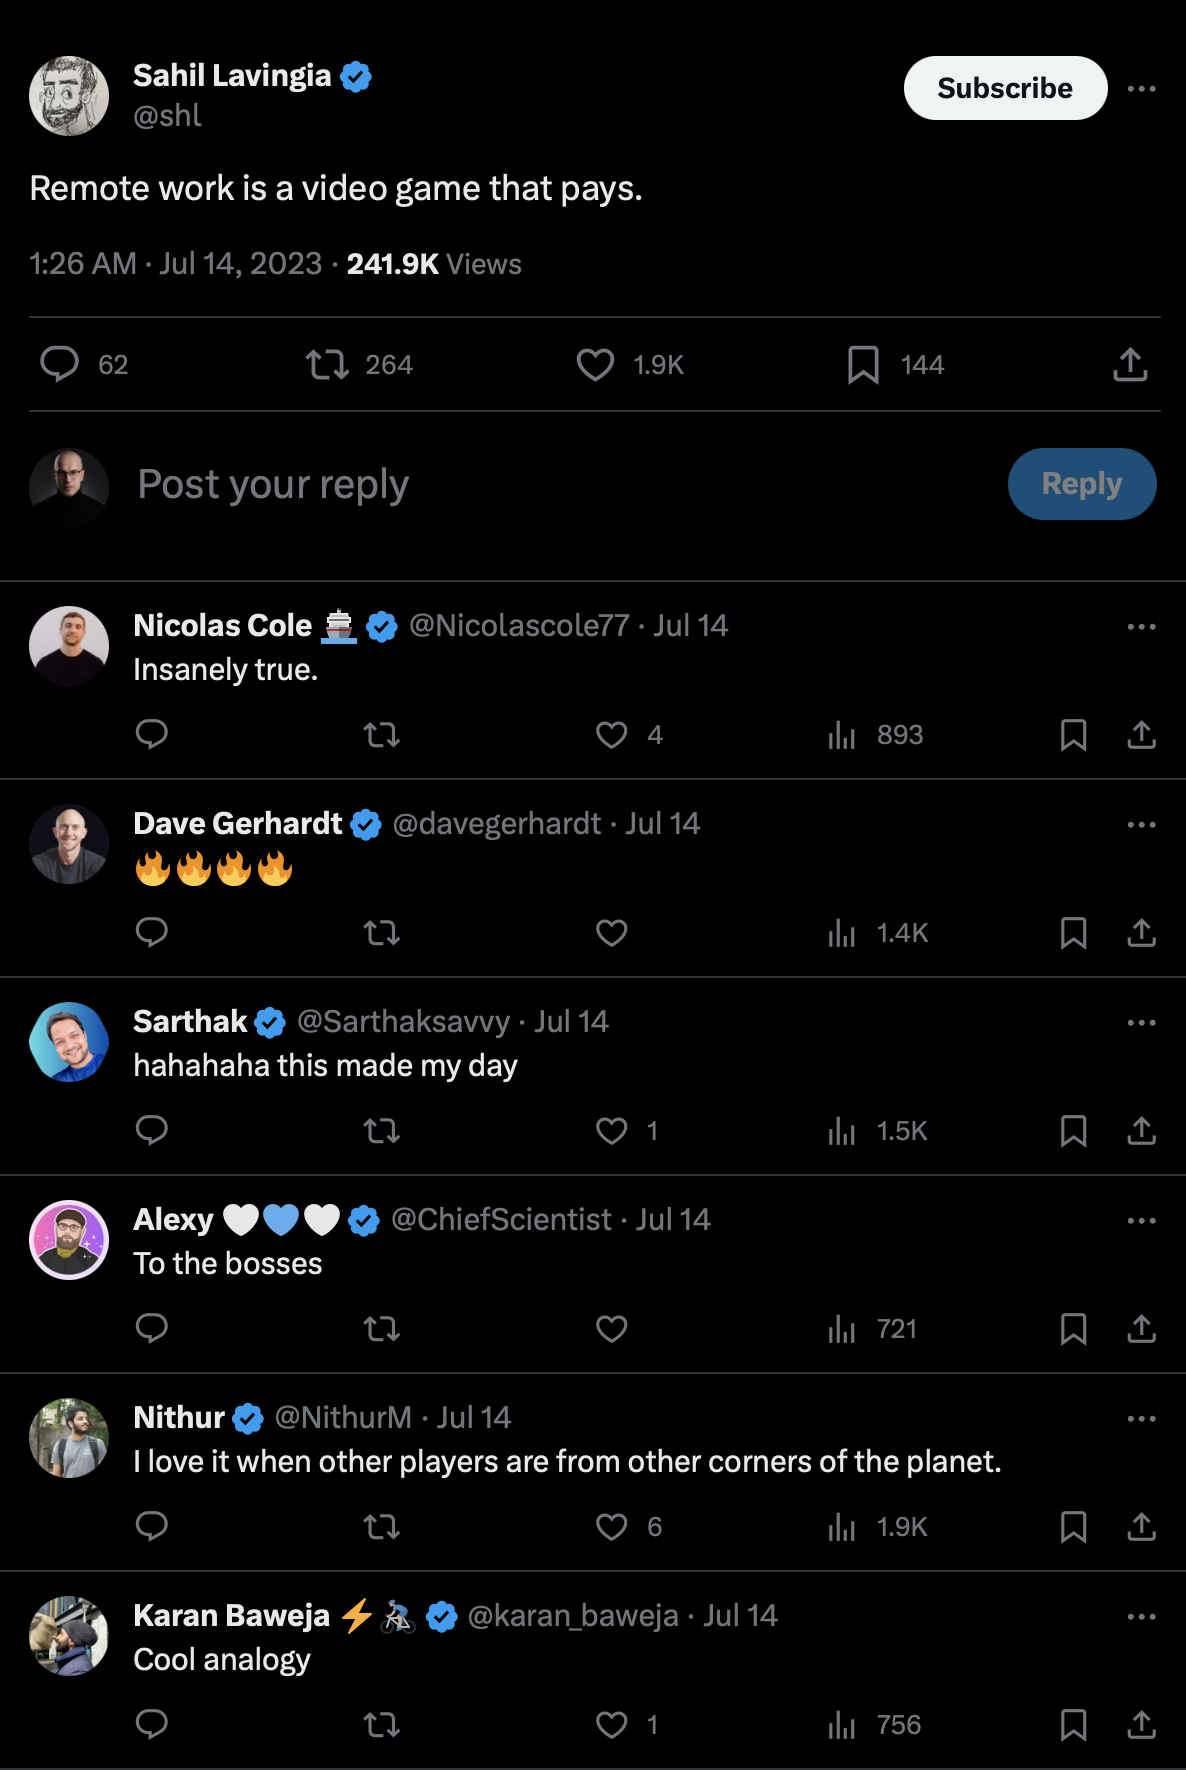 Sahil Lavingia
Subscribe
@shl
Remote work is a video game that pays.
1:26 AM · Jul 14, 2023 · 241.9K Views
62 264 1.9K 144
Post your reply
Reply
Nicolas Cole 🚢 @Nicolascole77 · Jul 14
Insanely true.
4 893
Dave Gerhardt @davegerhardt · Jul 14
🔥🔥🔥🔥
1.4K
Sarthak @Sarthaksavvy · Jul 14
hahahaha this made my day
1 1.5K
Alexy 🤍💙🤍 @ChiefScientist · Jul 14
To the bosses
721
Nithur @NithurM · Jul 14
I love it when other players are from other corners of the planet.
6 1.9K
Karan Baweja ⚡🚴 @karan_baweja · Jul 14
Cool analogy
1 756